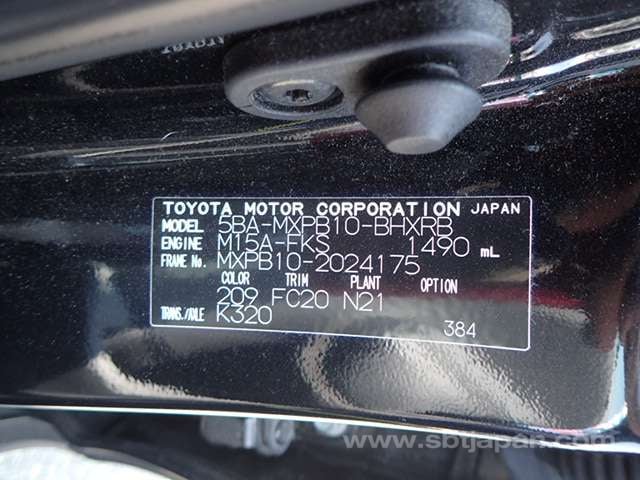 TOYOTA
TOYOTA MOTOR CORPORATION JAPAN
MODEL 5BA-MXPB10-BHXRB
ENGINE M15A-FKS 1490 mL
FRAME No. MXPB10-2024175
COLOR TRIM PLANT OPTION
209 FC20 N21
TRANS./AXLE K320
384
www.sbtjapan.com